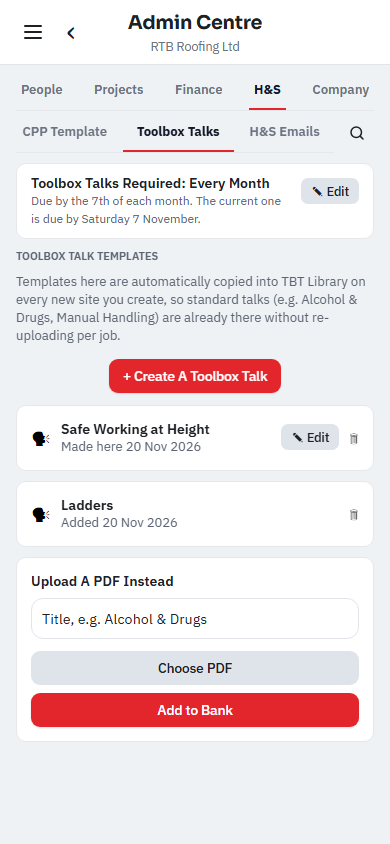 Admin Centre
RTB Roofing Ltd
People Projects Finance H&S Company
CPP Template Toolbox Talks H&S Emails
Toolbox Talks Required: Every Month
Due by the 7th of each month. The current one
is due by Saturday 7 November.
Edit
TOOLBOX TALK TEMPLATES
Templates here are automatically copied into TBT Library on
every new site you create, so standard talks (e.g. Alcohol &
Drugs, Manual Handling) are already there without re-
uploading per job.
+ Create A Toolbox Talk
Safe Working at Height
Made here 20 Nov 2026
Edit
Ladders
Added 20 Nov 2026
Upload A PDF Instead
Title, e.g. Alcohol & Drugs
Choose PDF
Add to Bank